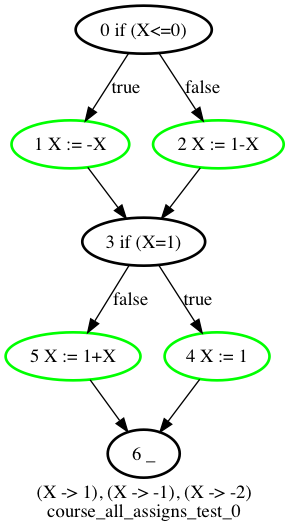 0 if (X<=0)
true
false
1 X := -X
2 X := 1-X
3 if (X=1)
false
true
5 X := 1+X
4 X := 1
6 _
(X -> 1), (X -> -1), (X -> -2)
course_all_assigns_test_0